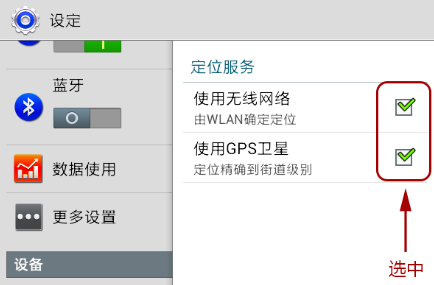 设定
蓝牙
数据使用
更多设置
设备
定位服务
使用无线网络
由WLAN确定定位
使用GPS卫星
定位精确到街道级别
选中